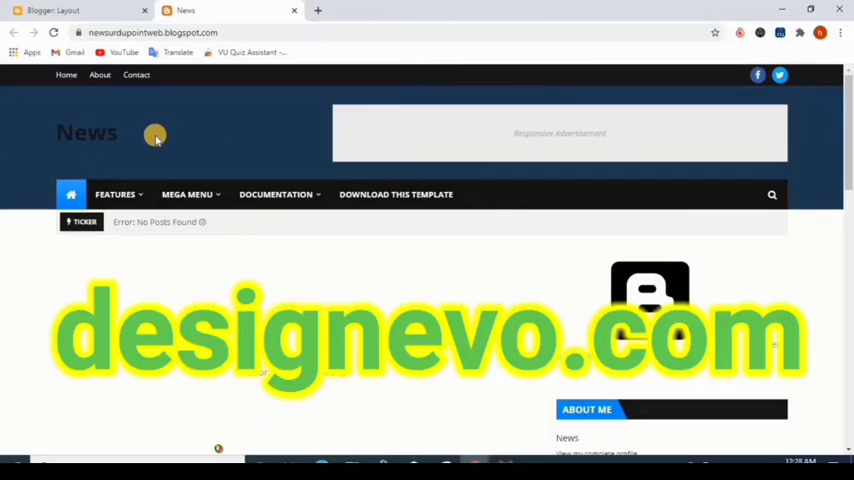 Blogger: Layout
News
newsurdupointweb.blogspot.com
Apps Gmail YouTube Translate VU Quiz Assistant -...
h
Home About Contact
News
Responsive Advertisement
FEATURES MEGA MENU DOCUMENTATION DOWNLOAD THIS TEMPLATE
TICKER Error: No Posts Found
designevo.com
ABOUT ME
News
View my complete profile
12:28 AM